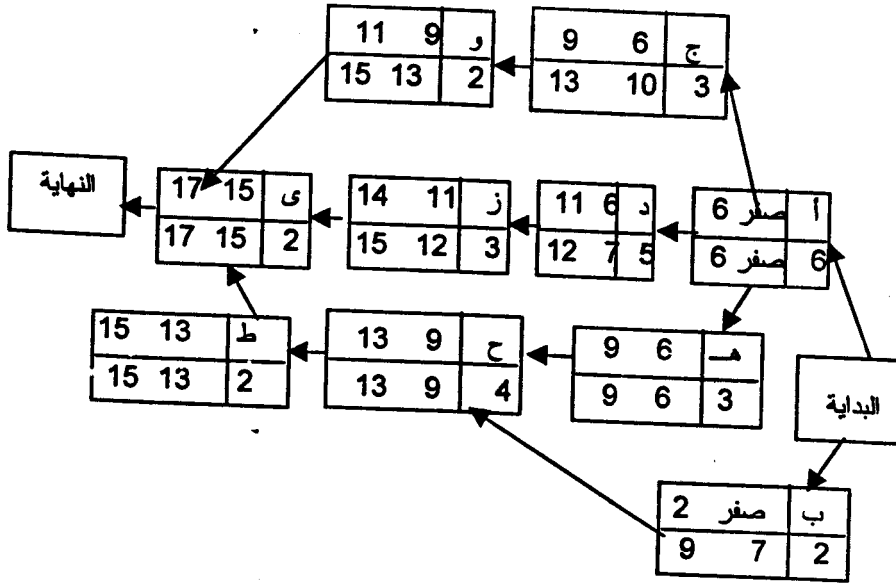 ج 6 9
3 10 13
و 9 11
2 13 15
أ صفر 6
6 صفر 6
د 6 11
5 7 12
ز 11 14
3 12 15
ى 15 17
2 15 17
النهاية
البداية
هـ 6 9
3 6 9
ح 9 13
4 9 13
ط 13 15
2 13 15
ب صفر 2
2 7 9